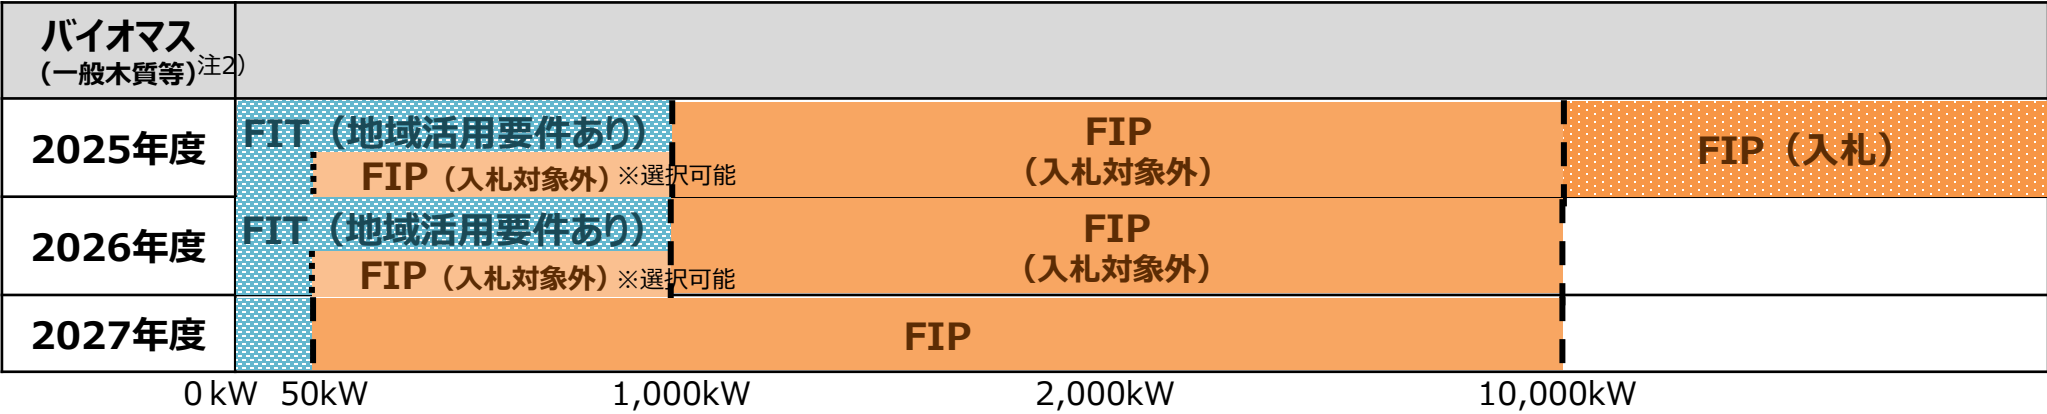 バイオマス
（一般木質等）注2）
2025年度
FIT（地域活用要件あり）
FIP（入札対象外）※選択可能
FIP
（入札対象外）
FIP（入札）
2026年度
FIT（地域活用要件あり）
FIP（入札対象外）※選択可能
FIP
（入札対象外）
2027年度
FIP
0 kW 50kW 1,000kW 2,000kW 10,000kW